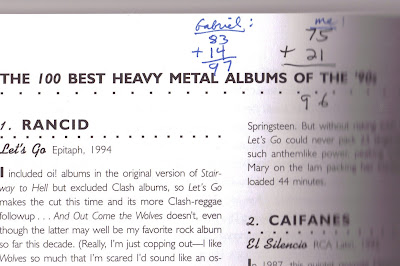 Gabriel:
83
+ 14
97
me!
75
+ 21
96
THE 100 BEST HEAVY METAL ALBUMS OF THE '90s
1. RANCID
Let's Go Epitaph, 1994
I included oi! albums in the original version of Stair-
way to Hell but excluded Clash albums, so Let's Go
makes the cut this time and its more Clash-reggae
followup . . . And Out Come the Wolves doesn't, even
though the latter may well be my favorite rock album
so far this decade. (Really, I'm just copping out—I like
Wolves so much that I'm scared I'd sound like an os-
Springsteen. But without
Let's Go could never pack
such anthemlike power,
Mary on the lam packing her
loaded 44 minutes.
2. CAIFANES
El Silencio RCA
In 1987, this quintet